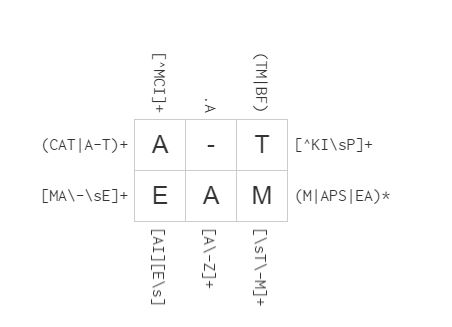 [^MCI]+ .A (TM|BF)
(CAT|A-T)+ A - T [^KI\sP]+
[MA\-\sE]+ E A M (M|APS|EA)*
[AI][E\s] [A\-Z]+ [\sT\-M]+